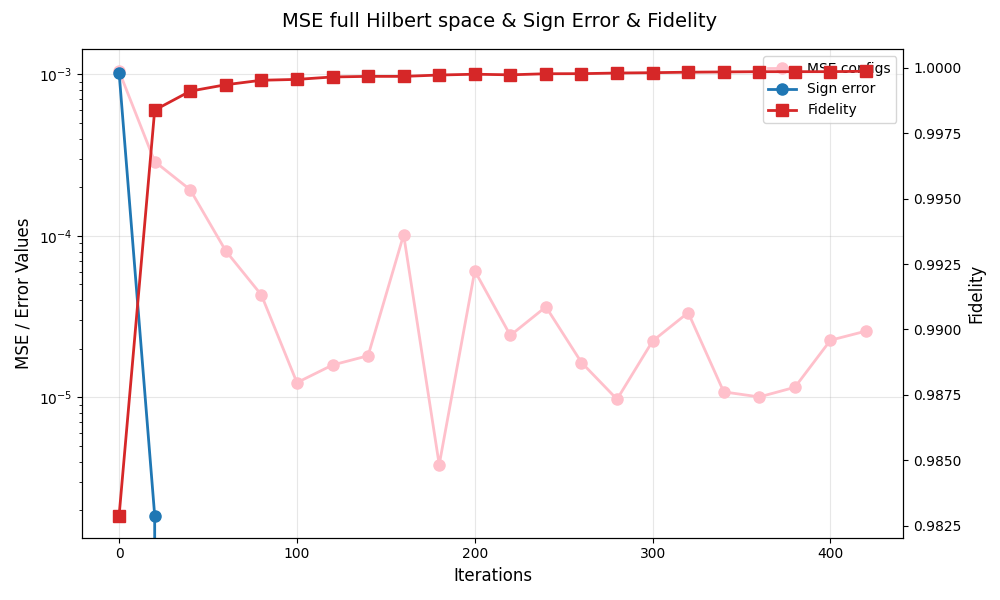 MSE full Hilbert space & Sign Error & Fidelity
MSE / Error Values
10⁻³
10⁻⁴
10⁻⁵
MSE configs
Sign error
Fidelity
1.0000
0.9975
0.9950
0.9925
0.9900
0.9875
0.9850
0.9825
Fidelity
0 100 200 300 400
Iterations